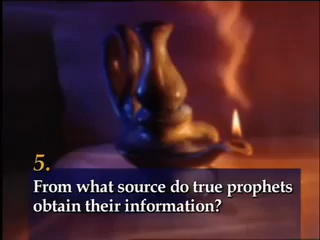 5.
From what source do true prophets
obtain their information?